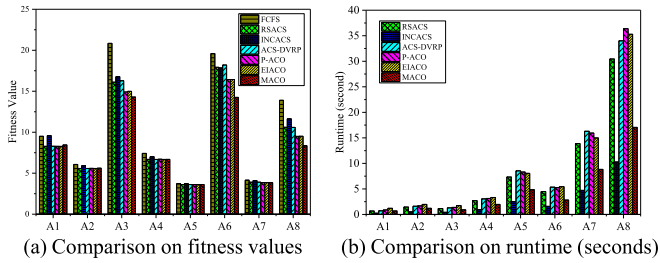 25
20
15
10
5
0
Fitness Value
FCFS
RSACS
INCACS
ACS-DVRP
P-ACO
EIACO
MACO
A1 A2 A3 A4 A5 A6 A7 A8
(a) Comparison on fitness values
40
35
30
25
20
15
10
5
0
Runtime (second)
RSACS
INCACS
ACS-DVRP
P-ACO
EIACO
MACO
A1 A2 A3 A4 A5 A6 A7 A8
(b) Comparison on runtime (seconds)